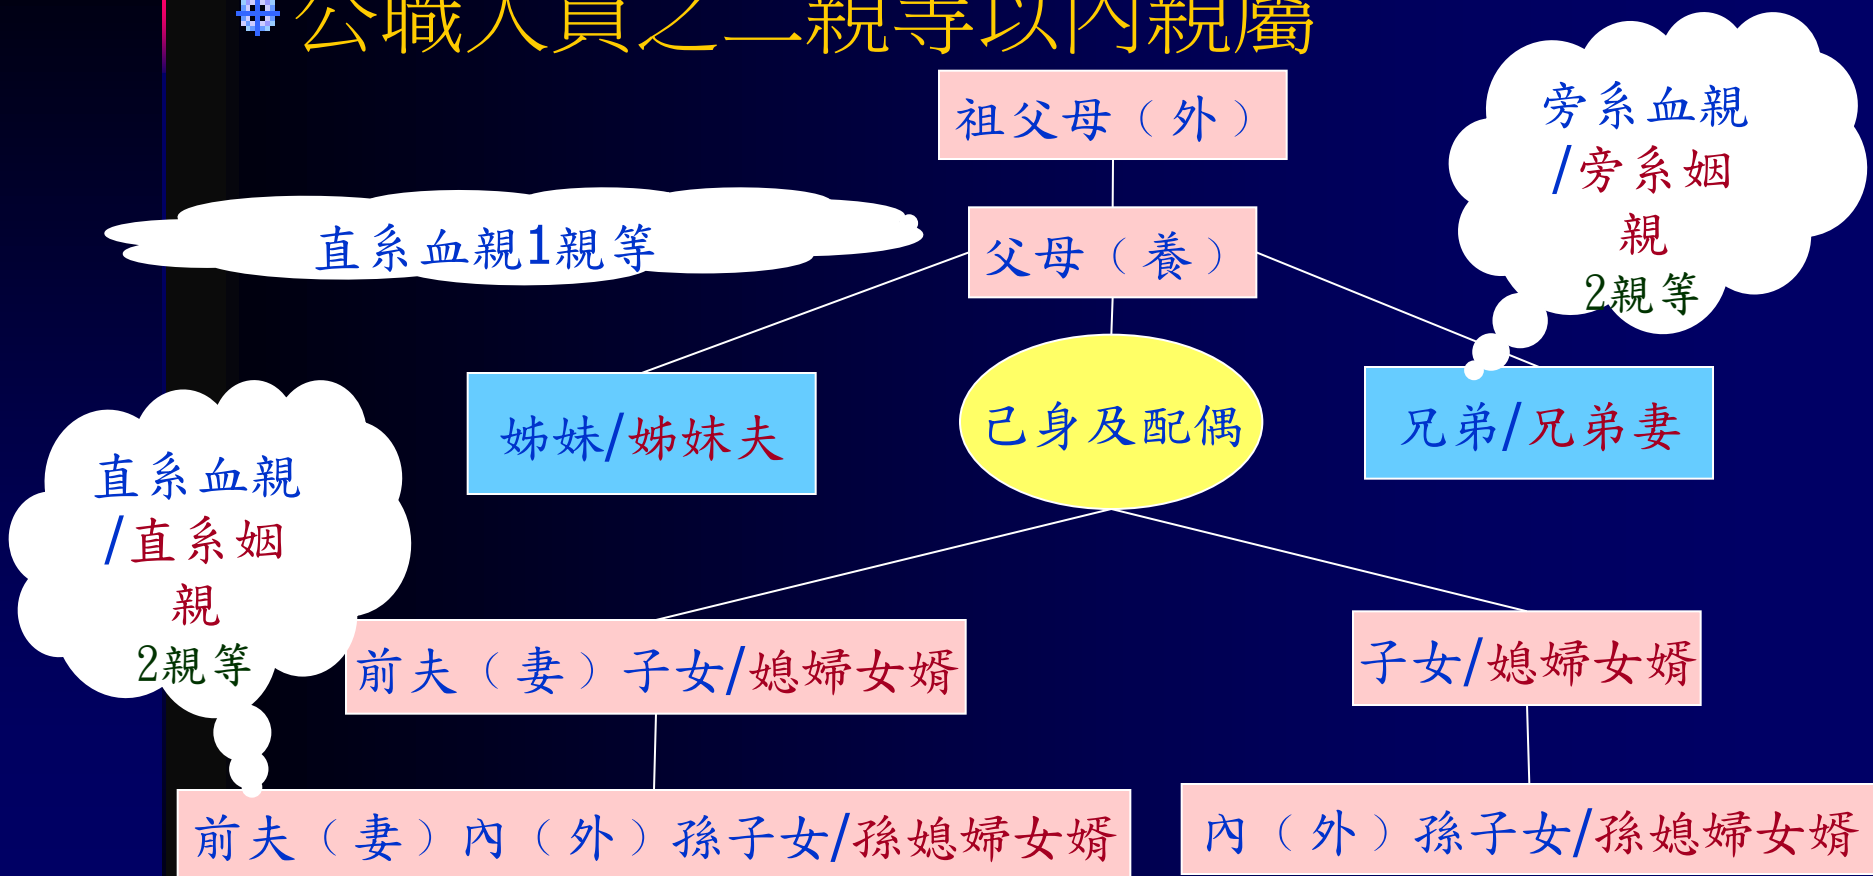 公職人員之二親等以內親屬
祖父母（外）
旁系血親
/旁系姻
親
2親等
直系血親1親等
父母（養）
姊妹/姊妹夫
己身及配偶
兄弟/兄弟妻
直系血親
/直系姻
親
2親等
前夫（妻）子女/媳婦女婿
子女/媳婦女婿
前夫（妻）內（外）孫子女/孫媳婦女婿
內（外）孫子女/孫媳婦女婿